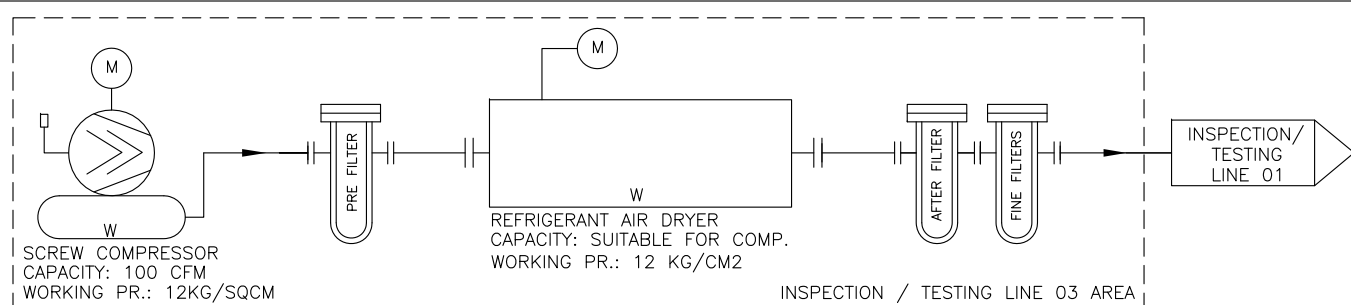 M
W
SCREW COMPRESSOR
CAPACITY: 100 CFM
WORKING PR.: 12KG/SQCM
PRE FILTER
M
W
REFRIGERANT AIR DRYER
CAPACITY: SUITABLE FOR COMP.
WORKING PR.: 12 KG/CM2
AFTER FILTER
FINE FILTERS
INSPECTION / TESTING LINE 03 AREA
INSPECTION/
TESTING
LINE 01